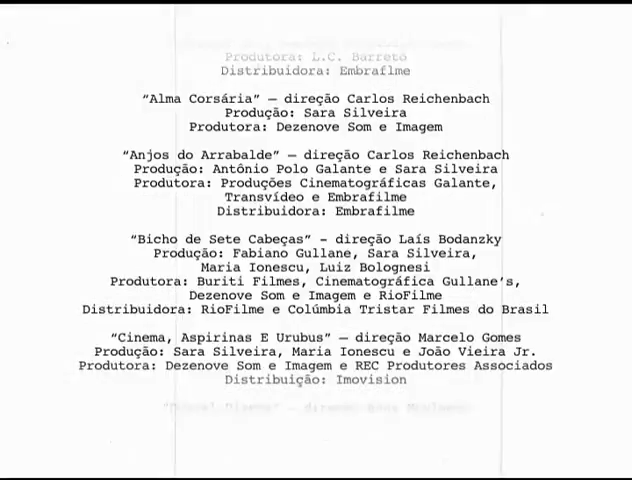 Produtora: L.C. Barreto
Distribuidora: Embraflme
“Alma Corsária” – direção Carlos Reichenbach
Produção: Sara Silveira
Produtora: Dezenove Som e Imagem
“Anjos do Arrabalde” – direção Carlos Reichenbach
Produção: Antônio Polo Galante e Sara Silveira
Produtora: Produções Cinematográficas Galante,
Transvídeo e Embrafilme
Distribuidora: Embrafilme
“Bicho de Sete Cabeças” - direção Laís Bodanzky
Produção: Fabiano Gullane, Sara Silveira,
Maria Ionescu, Luiz Bolognesi
Produtora: Buriti Filmes, Cinematográfica Gullane’s,
Dezenove Som e Imagem e RioFilme
Distribuidora: RioFilme e Colúmbia Tristar Filmes do Brasil
“Cinema, Aspirinas E Urubus” – direção Marcelo Gomes
Produção: Sara Silveira, Maria Ionescu e João Vieira Jr.
Produtora: Dezenove Som e Imagem e REC Produtores Associados
Distribuição: Imovision